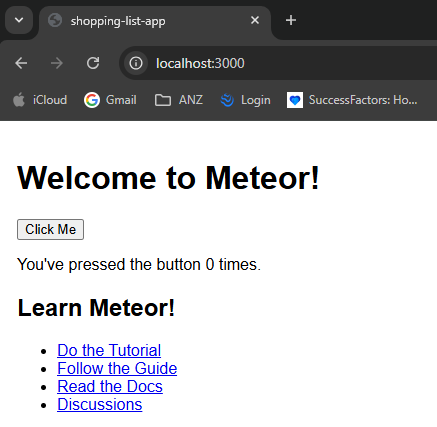 shopping-list-app
localhost:3000
iCloud Gmail ANZ Login SuccessFactors: Ho...
Welcome to Meteor!
Click Me
You've pressed the button 0 times.
Learn Meteor!
Do the Tutorial
Follow the Guide
Read the Docs
Discussions